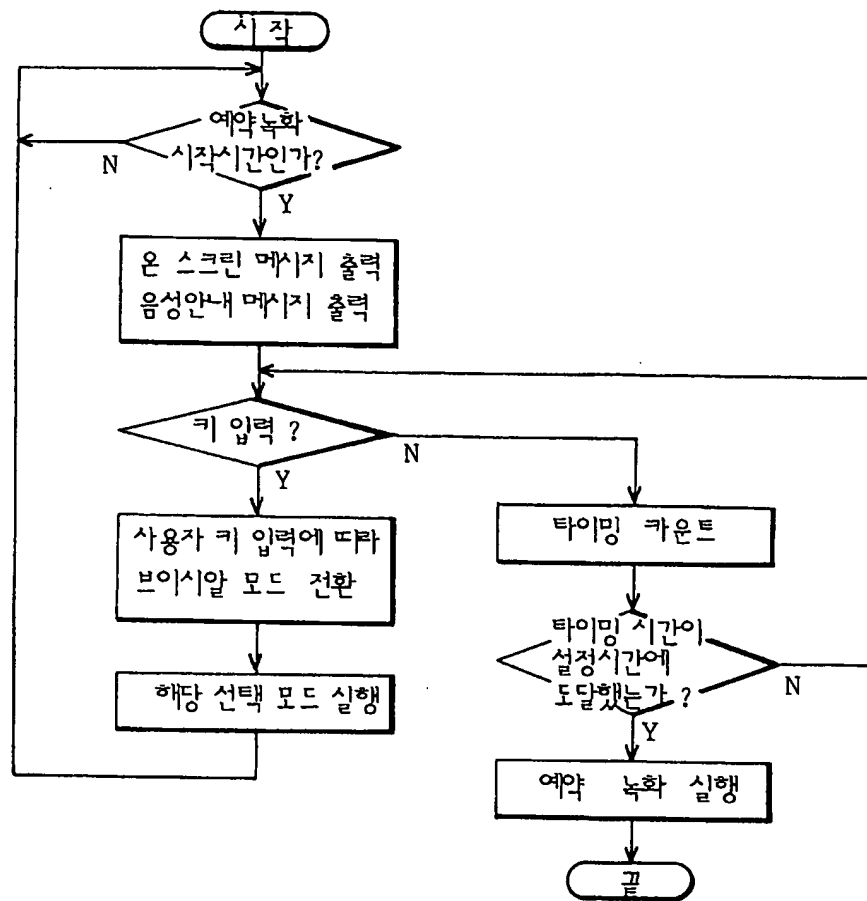 시 작
예약녹화
시작시간인가?
N
Y
온 스크린 메시지 출력
음성안내 메시지 출력
키 입력 ?
N
Y
사용자 키 입력에 따라
브이시알 모드 전환
해당 선택 모드 실행
타이밍 카운트
타이밍 시간이
설정시간에
도달했는가 ?
N
Y
예약 녹화 실행
끝